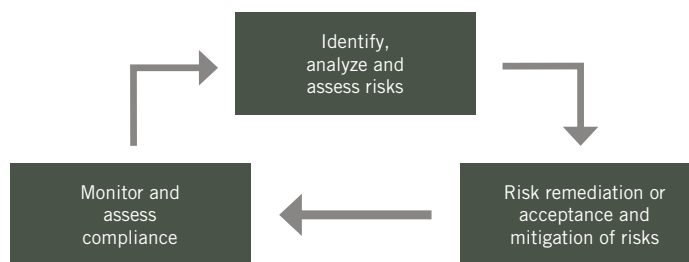 Identify,
analyze and
assess risks
Monitor and
assess
compliance
Risk remediation or
acceptance and
mitigation of risks